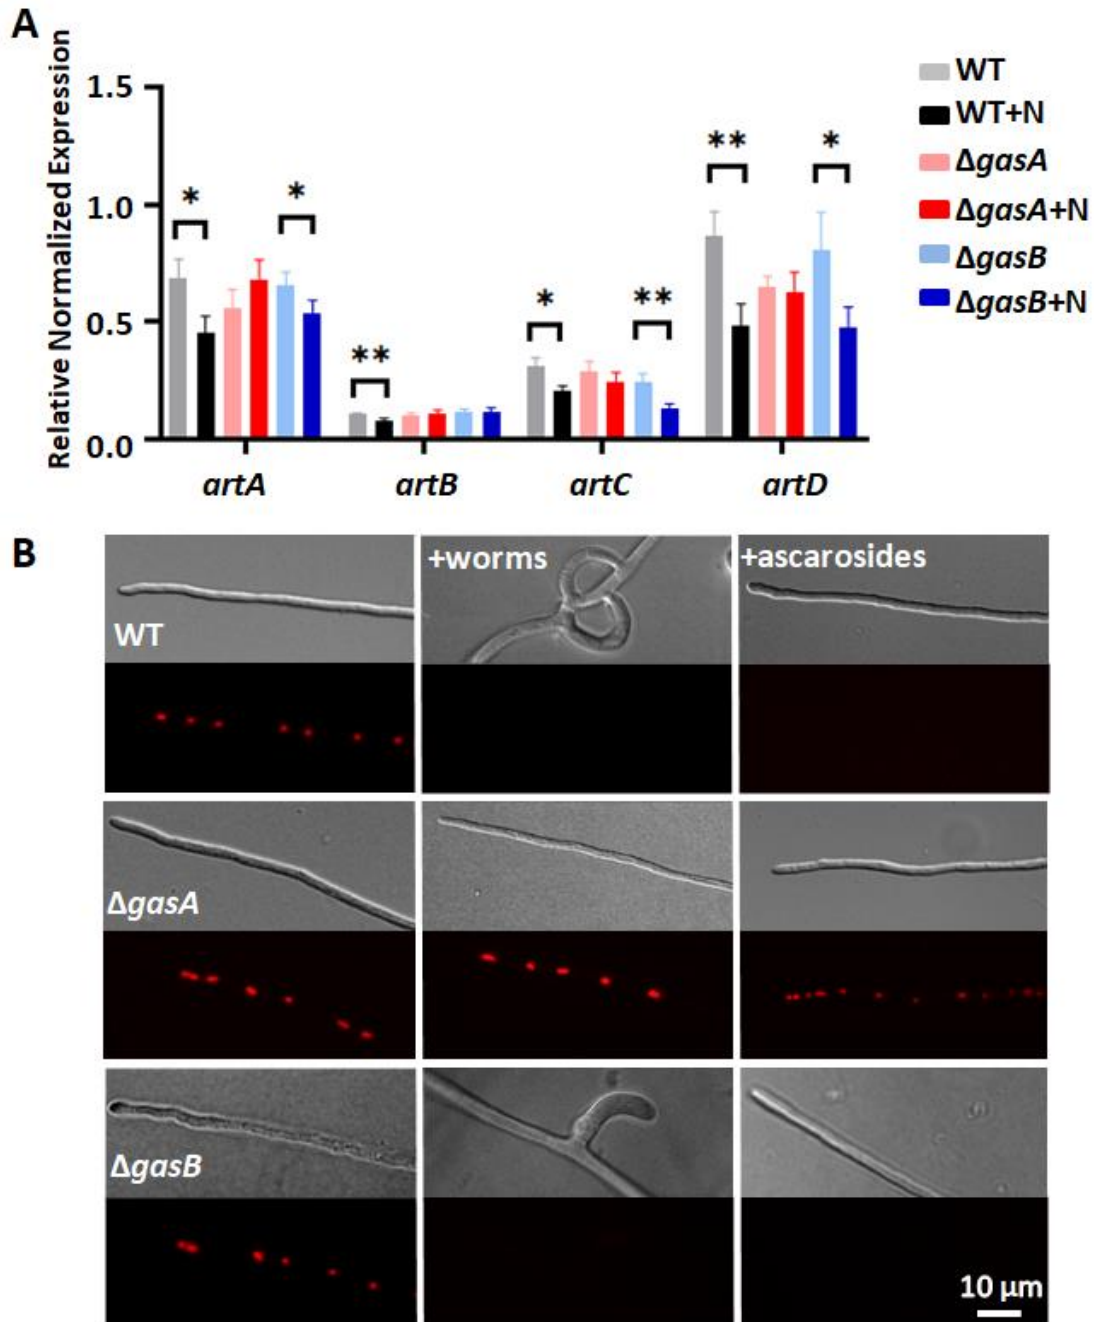 A
Relative Normalized Expression
1.5
1.0
0.5
0.0
* *
**
* **
** *
artA artB artC artD
WT
WT+N
ΔgasA
ΔgasA+N
ΔgasB
ΔgasB+N
B
WT
+worms
+ascarosides
ΔgasA
ΔgasB
10 µm